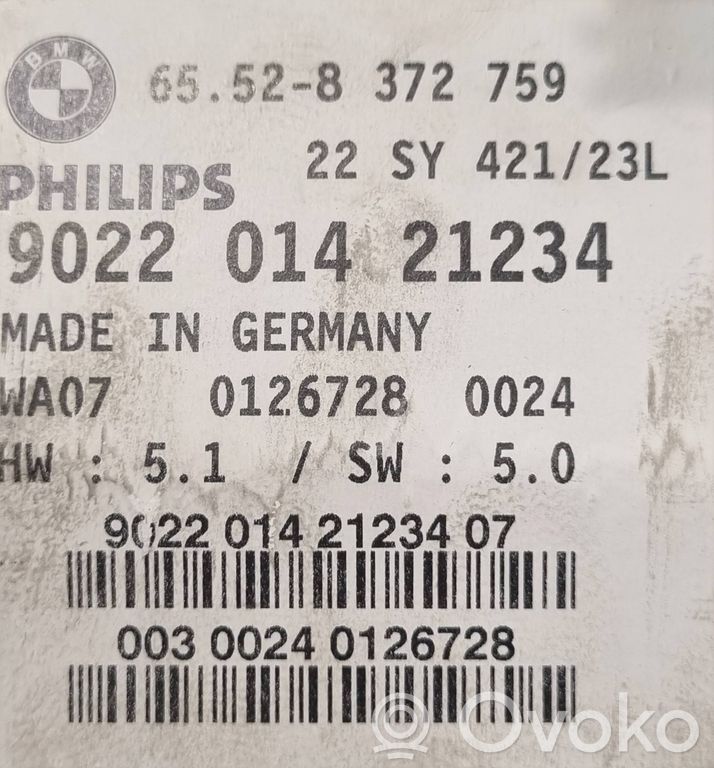 BMW
65.52-8 372 759
22 SY 421/23L
PHILIPS
9022 014 21234
MADE IN GERMANY
WA07 0126728 0024
HW : 5.1 / SW : 5.0
9022 014 21234 07
003 0024 0126728
Ovoko